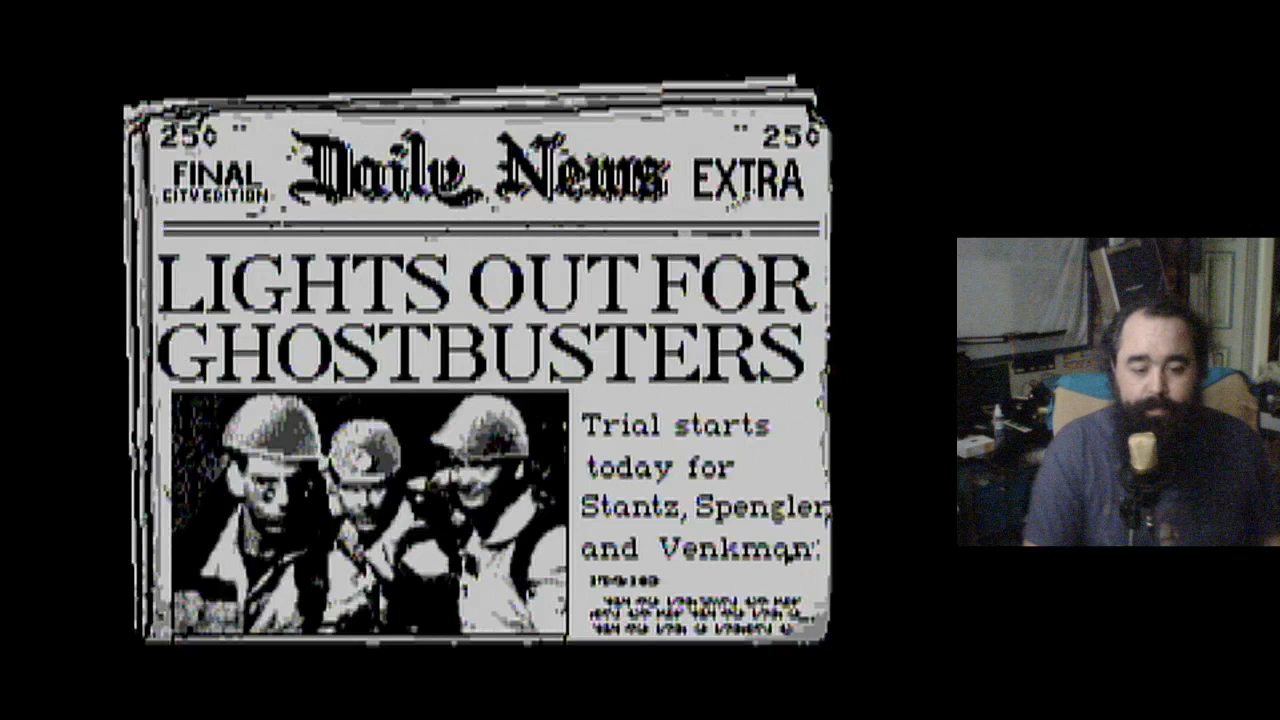 25¢ 25¢
FINAL Daily News EXTRA
CITY EDITION
LIGHTS OUT FOR
GHOSTBUSTERS
Trial starts
today for
Stantz, Spengler,
and Venkman.